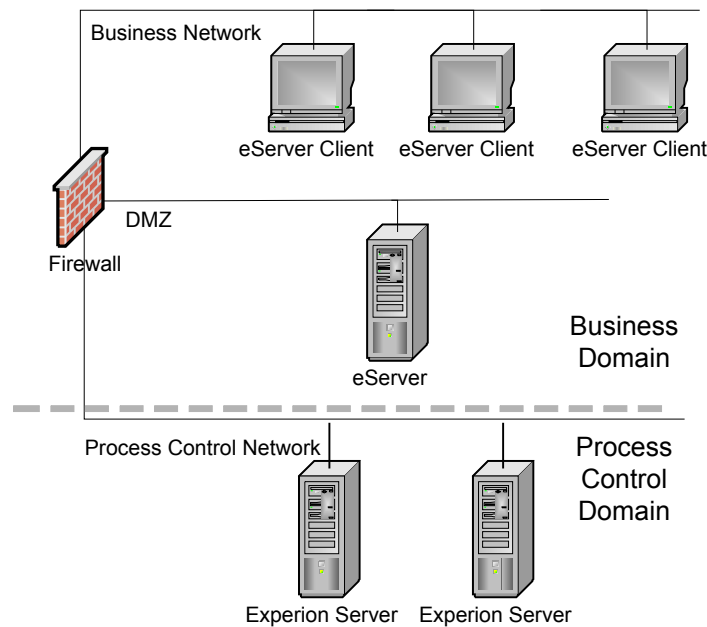 Business Network
eServer Client
eServer Client
eServer Client
DMZ
Firewall
eServer
Business
Domain
Process Control Network
Process
Control
Domain
Experion Server
Experion Server